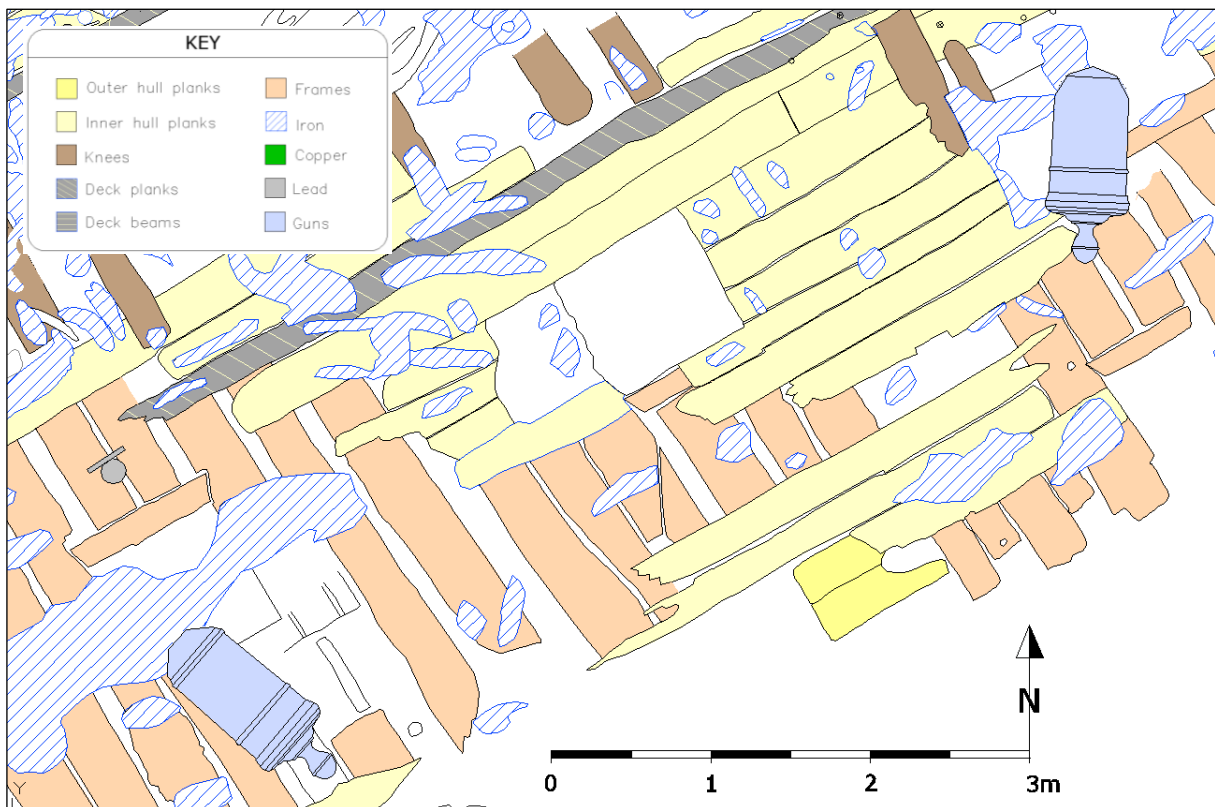 KEY
Outer hull planks
Frames
Inner hull planks
Iron
Knees
Copper
Deck planks
Lead
Deck beams
Guns
N
0 1 2 3m
Y